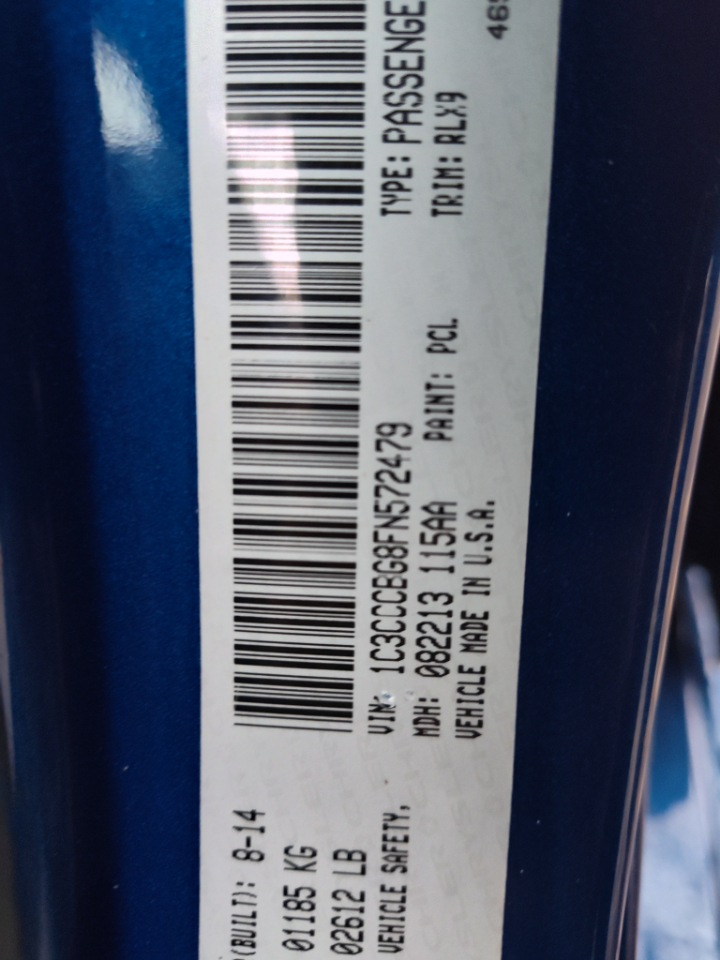 (BUILT): 8-14
01185 KG
02612 LB
VEHICLE SAFETY,
VIN: 1C3CCCBG8FN572479
TYPE: PASSENGE
MDH: 082213 115AA PAINT: PCL TRIM: RLX9
VEHICLE MADE IN U.S.A.